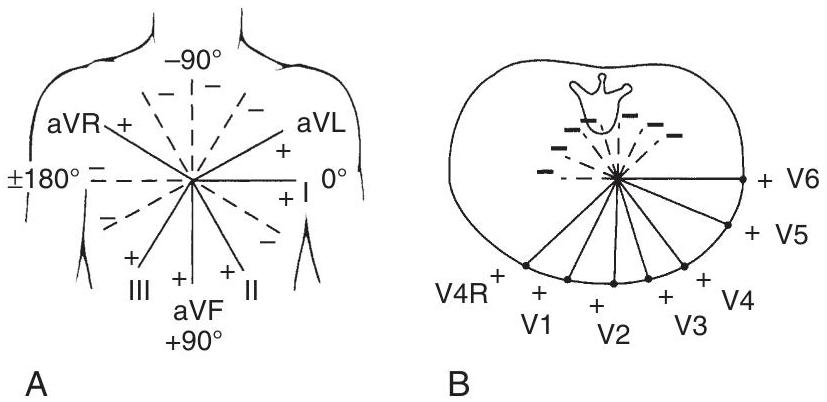 –90°
aVR + – – – aVL
+
±180° – 0°
+ I
– –
+ + +
III II
aVF
+90°
A
– – – – – –
+ V6
+ V5
V4R + + + + + V4
V1 V2 V3
B